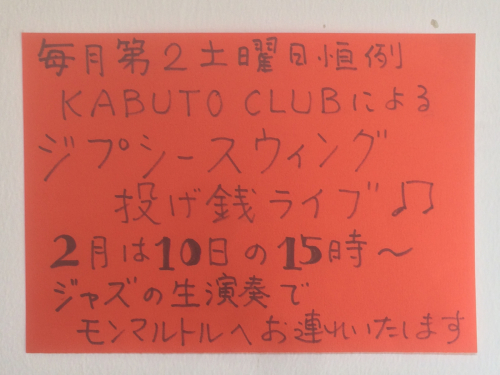 毎月第2土曜日恒例
KABUTO CLUBによる
ジプシースウィング
投げ銭ライブ♫
2月は10日の15時～
ジャズの生演奏で
モンマルトルへお連れいたします